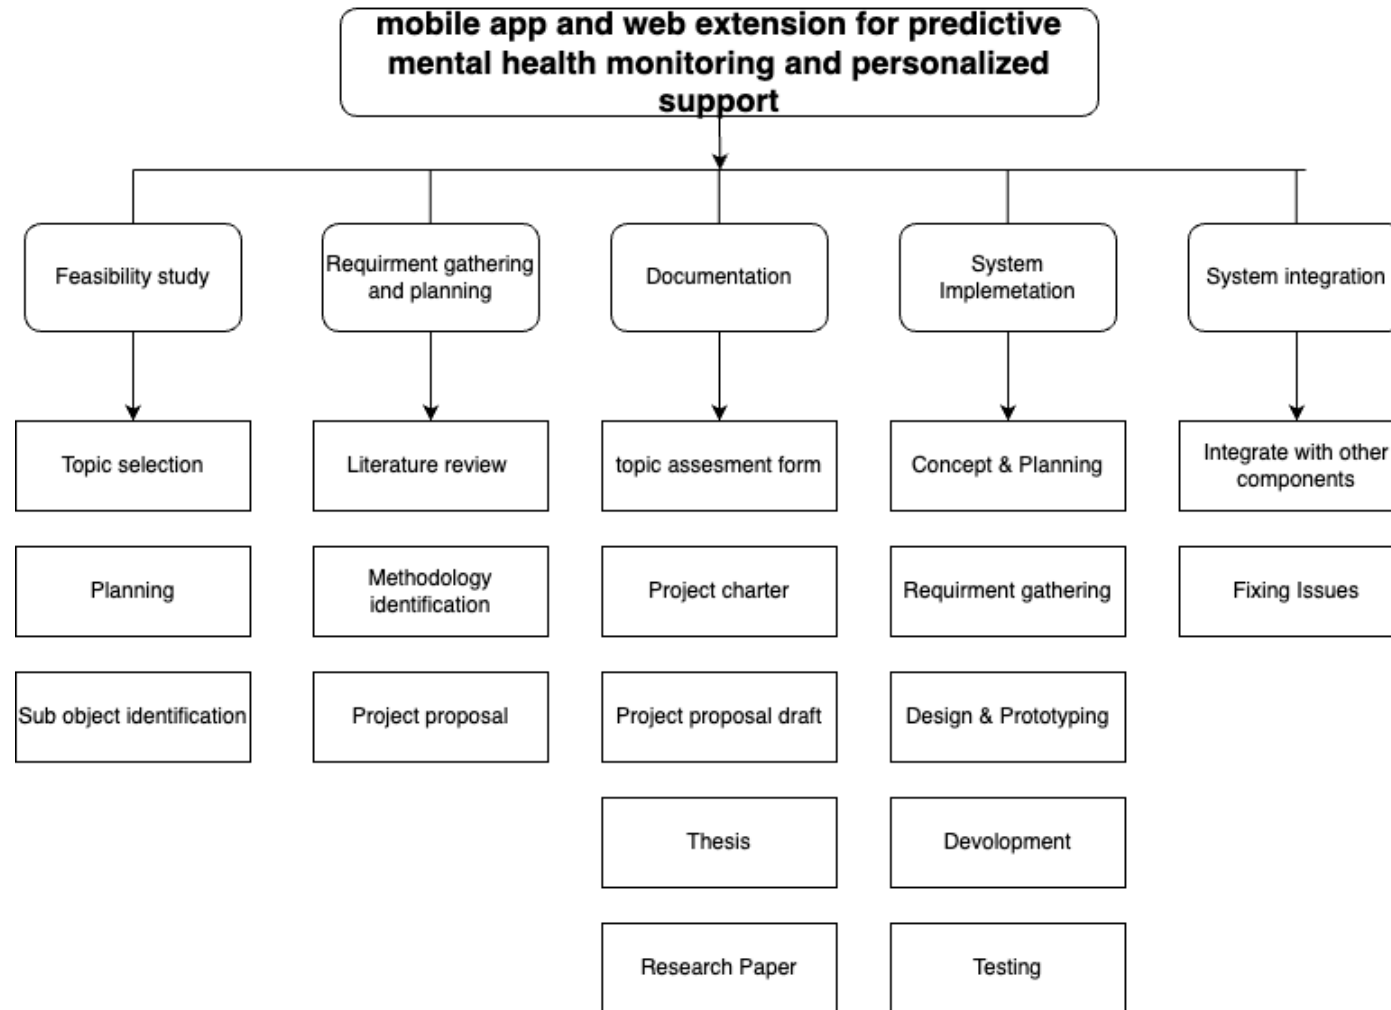 mobile app and web extension for predictive
mental health monitoring and personalized
support
Feasibility study
Requirment gathering
and planning
Documentation
System
Implemetation
System integration
Topic selection
Literature review
topic assesment form
Concept & Planning
Integrate with other
components
Planning
Methodology
identification
Project charter
Requirment gathering
Fixing Issues
Sub object identification
Project proposal
Project proposal draft
Design & Prototyping
Thesis
Devolopment
Research Paper
Testing